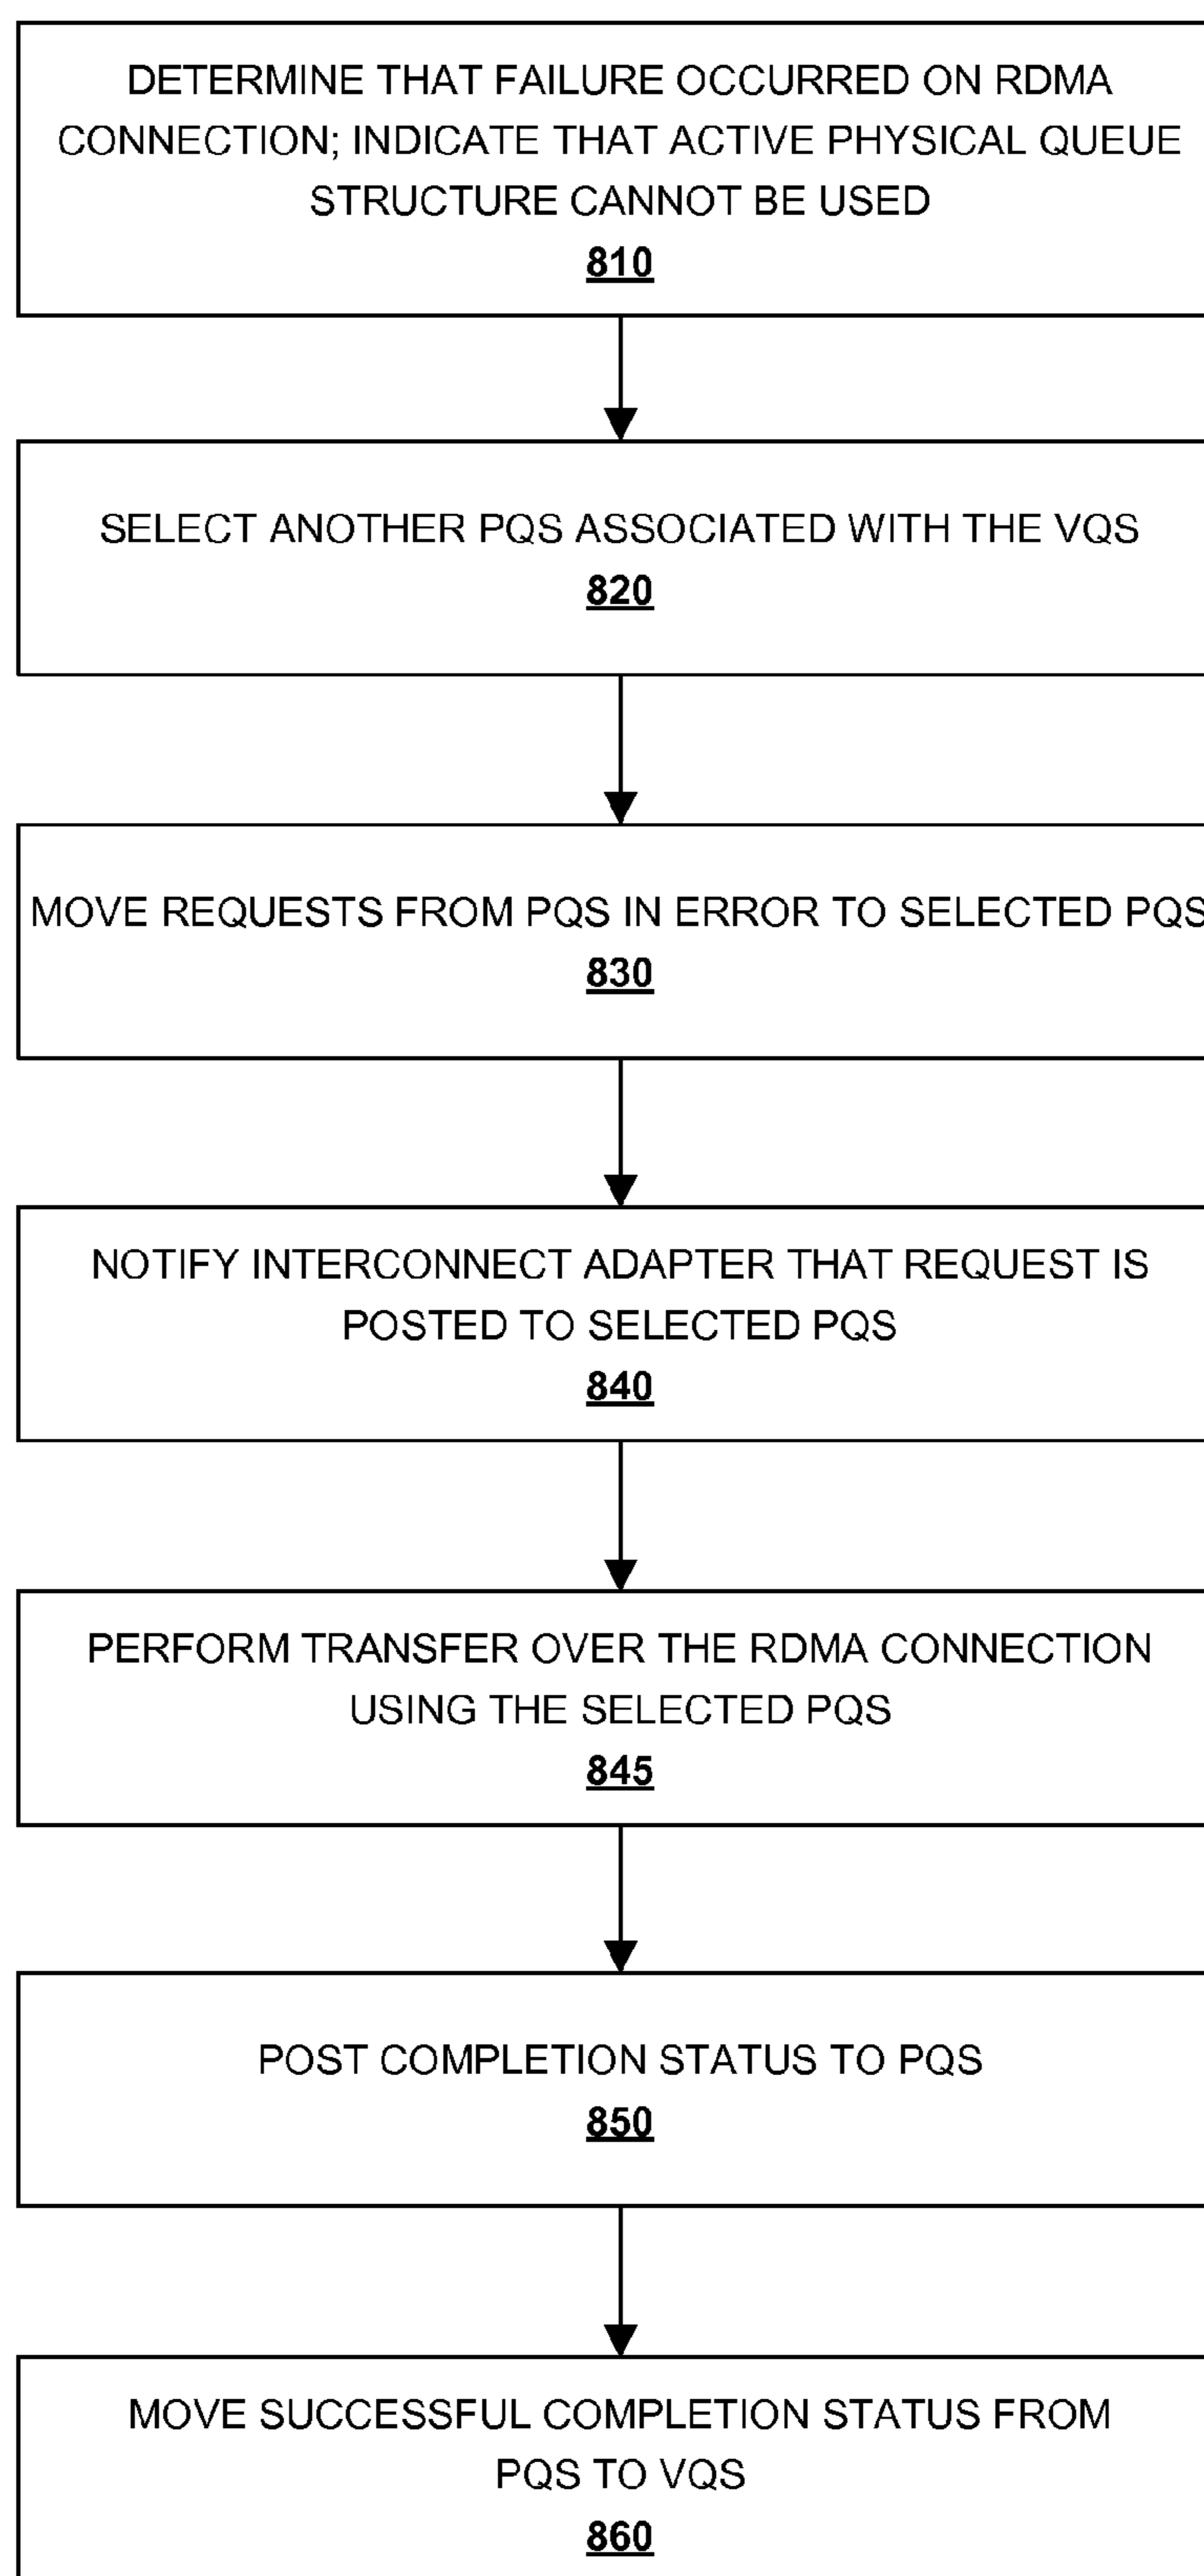 DETERMINE THAT FAILURE OCCURRED ON RDMA
CONNECTION; INDICATE THAT ACTIVE PHYSICAL QUEUE
STRUCTURE CANNOT BE USED
810
SELECT ANOTHER PQS ASSOCIATED WITH THE VQS
820
MOVE REQUESTS FROM PQS IN ERROR TO SELECTED PQS
830
NOTIFY INTERCONNECT ADAPTER THAT REQUEST IS
POSTED TO SELECTED PQS
840
PERFORM TRANSFER OVER THE RDMA CONNECTION
USING THE SELECTED PQS
845
POST COMPLETION STATUS TO PQS
850
MOVE SUCCESSFUL COMPLETION STATUS FROM
PQS TO VQS
860